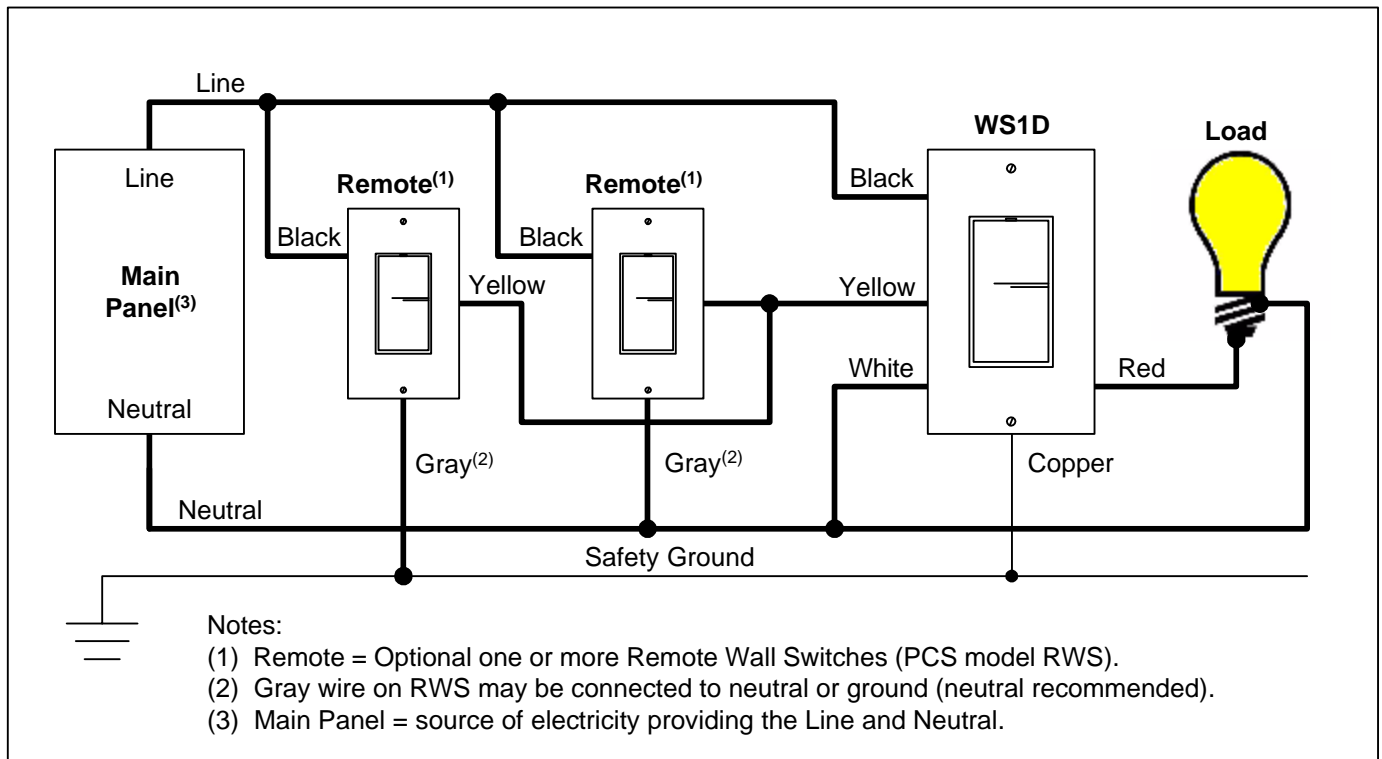 Line
WS1D
Load
Line
Remote(1)
Remote(1)
Black
Black
Black
Main
Panel(3)
Yellow
Yellow
White
Red
Neutral
Gray(2)
Gray(2)
Copper
Neutral
Safety Ground
Notes:
(1) Remote = Optional one or more Remote Wall Switches (PCS model RWS).
(2) Gray wire on RWS may be connected to neutral or ground (neutral recommended).
(3) Main Panel = source of electricity providing the Line and Neutral.